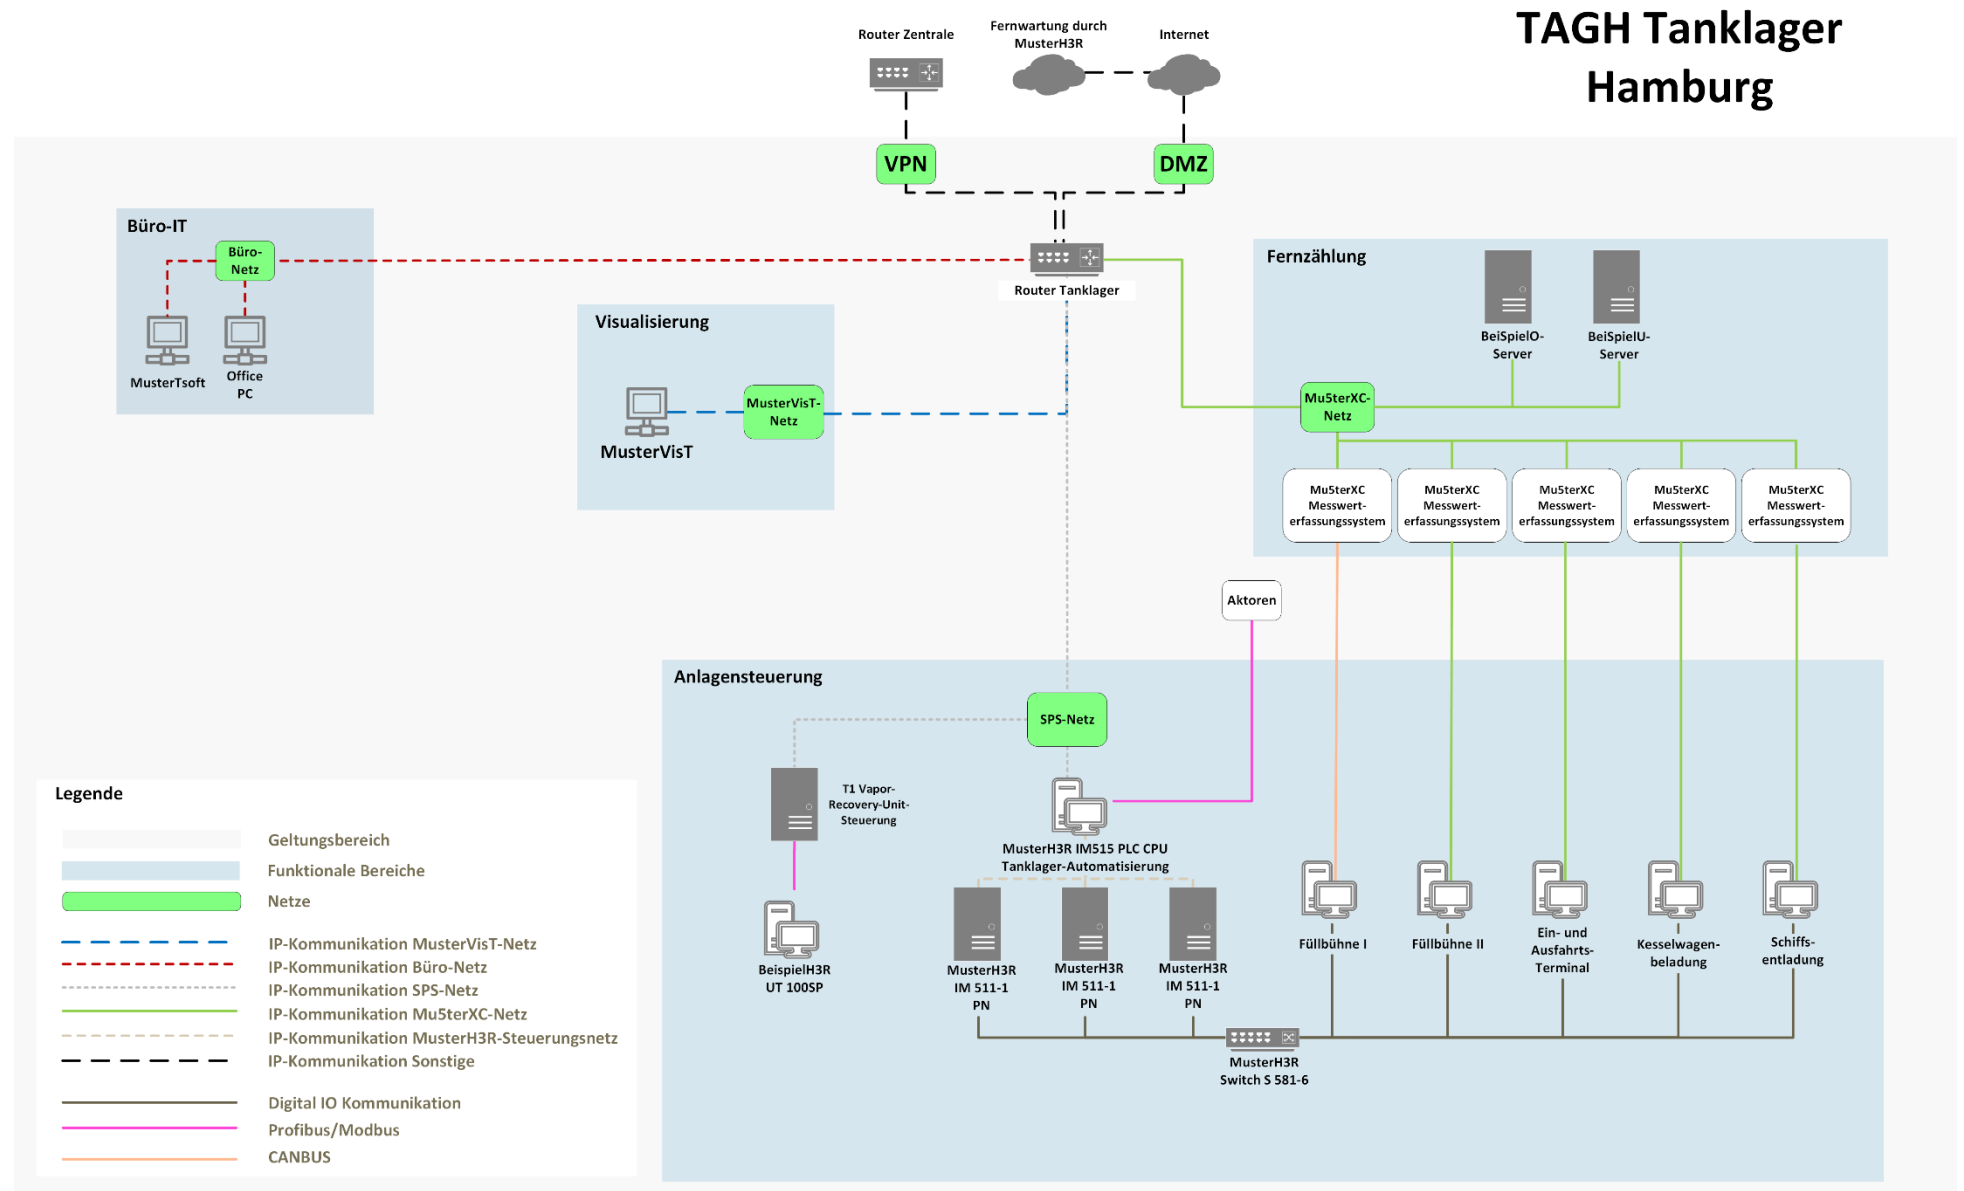 TAGH Tanklager
Hamburg
Router Zentrale
Fernwartung durch
MusterH3R
Internet
VPN
DMZ
Büro-IT
Büro-
Netz
MusterTsoft
Office
PC
Router Tanklager
Visualisierung
MusterVisT-
Netz
MusterVisT
Fernzählung
BeiSpielO-
Server
BeiSpielU-
Server
Mu5terXC-
Netz
Mu5terXC
Messwert-
erfassungssystem
Mu5terXC
Messwert-
erfassungssystem
Mu5terXC
Messwert-
erfassungssystem
Mu5terXC
Messwert-
erfassungssystem
Mu5terXC
Messwert-
erfassungssystem
Aktoren
Anlagensteuerung
SPS-Netz
T1 Vapor-
Recovery-Unit-
Steuerung
MusterH3R IM515 PLC CPU
Tanklager-Automatisierung
BeispielH3R
UT 100SP
MusterH3R
IM 511-1
PN
MusterH3R
IM 511-1
PN
MusterH3R
IM 511-1
PN
Füllbühne I
Füllbühne II
Ein- und
Ausfahrts-
Terminal
Kesselwagen-
beladung
Schiffs-
entladung
MusterH3R
Switch S 581-6
Legende
Geltungsbereich
Funktionale Bereiche
Netze
IP-Kommunikation MusterVisT-Netz
IP-Kommunikation Büro-Netz
IP-Kommunikation SPS-Netz
IP-Kommunikation Mu5terXC-Netz
IP-Kommunikation MusterH3R-Steuerungsnetz
IP-Kommunikation Sonstige
Digital IO Kommunikation
Profibus/Modbus
CANBUS